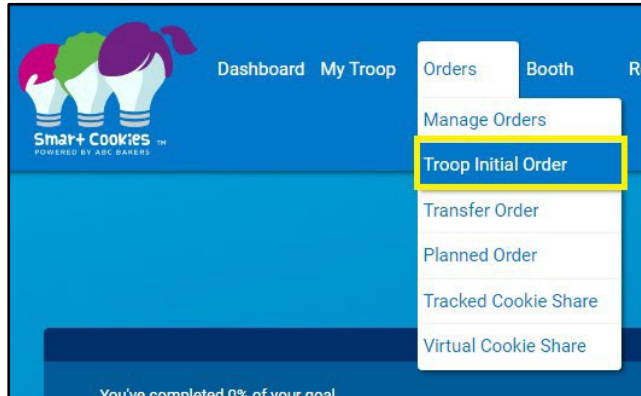 Dashboard My Troop Orders Booth R
Smart Cookies TM
POWERED BY ABC BAKERS
Manage Orders
Troop Initial Order
Transfer Order
Planned Order
Tracked Cookie Share
Virtual Cookie Share
You've completed 0% of your goal